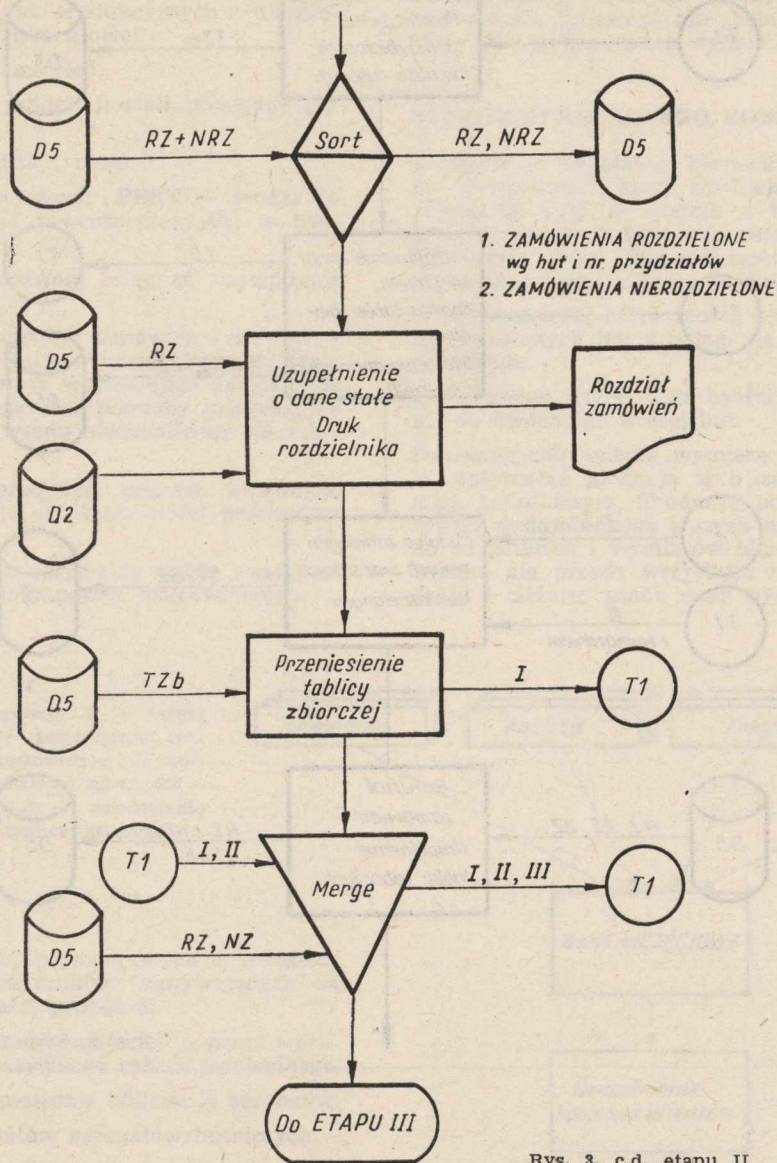 D5
RZ+NRZ
Sort
RZ, NRZ
D5
1. ZAMÓWIENIA ROZDZIELONE
wg hut i nr. przydziałów
2. ZAMÓWIENIA NIEROZDZIELONE
D5
RZ
Uzupełnienie
o dane stałe
Druk
rozdzielnika
Rozdział
zamówień
D2
D5
TZb
Przeniesienie
tablicy
zbiorczej
I
T1
T1
I, II
Merge
I, II, III
T1
D5
RZ, NZ
Do ETAPU III
Rys. 3. c.d. etapu II